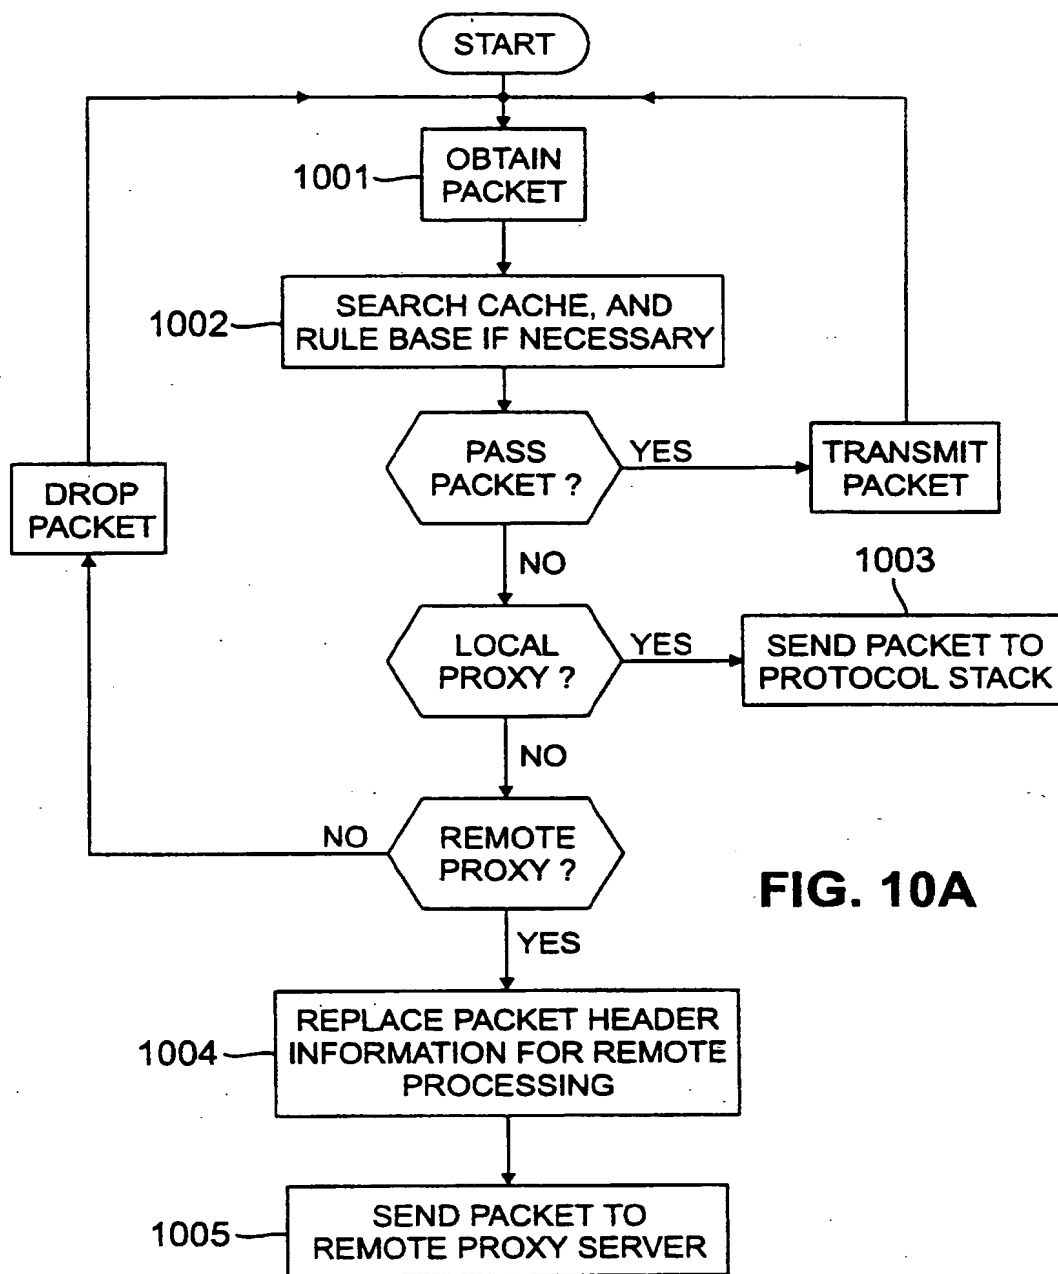 START
1001
OBTAIN
PACKET
1002
SEARCH CACHE, AND
RULE BASE IF NECESSARY
PASS
PACKET ?
YES
TRANSMIT
PACKET
DROP
PACKET
NO
1003
LOCAL
PROXY ?
YES
SEND PACKET TO
PROTOCOL STACK
NO
NO
REMOTE
PROXY ?
FIG. 10A
YES
1004
REPLACE PACKET HEADER
INFORMATION FOR REMOTE
PROCESSING
1005
SEND PACKET TO
REMOTE PROXY SERVER